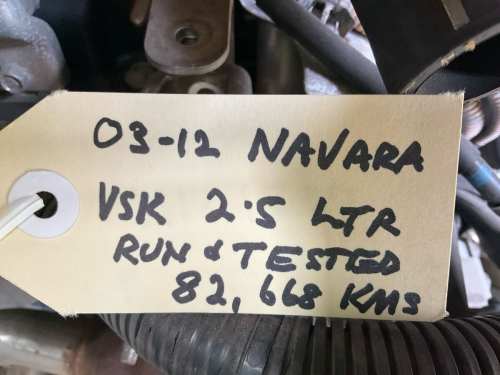 03-12 NAVARA
VSK 2.5 LTR
RUN & TESTED
82,668 KMS